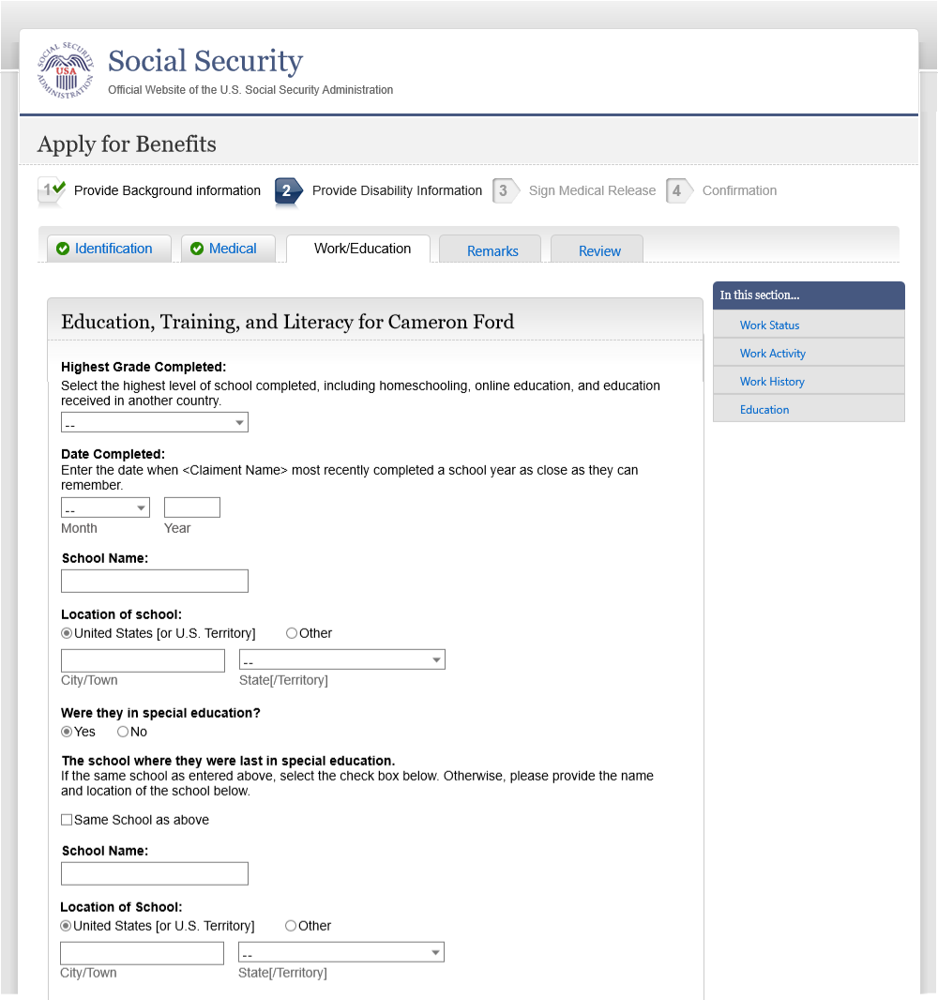 SOCIAL SECURITY
USA
ADMINISTRATION
Social Security
Official Website of the U.S. Social Security Administration
Apply for Benefits
1 Provide Background information 2 Provide Disability Information 3 Sign Medical Release 4 Confirmation
Identification Medical Work/Education Remarks Review
In this section...
Work Status
Work Activity
Work History
Education
Education, Training, and Literacy for Cameron Ford
Highest Grade Completed:
Select the highest level of school completed, including homeschooling, online education, and education
received in another country.
--
Date Completed:
Enter the date when <Claiment Name> most recently completed a school year as close as they can
remember.
--
Month Year
School Name:
Location of school:
United States [or U.S. Territory] Other
--
City/Town State[/Territory]
Were they in special education?
Yes No
The school where they were last in special education.
If the same school as entered above, select the check box below. Otherwise, please provide the name
and location of the school below.
Same School as above
School Name:
Location of School:
United States [or U.S. Territory] Other
--
City/Town State[/Territory]